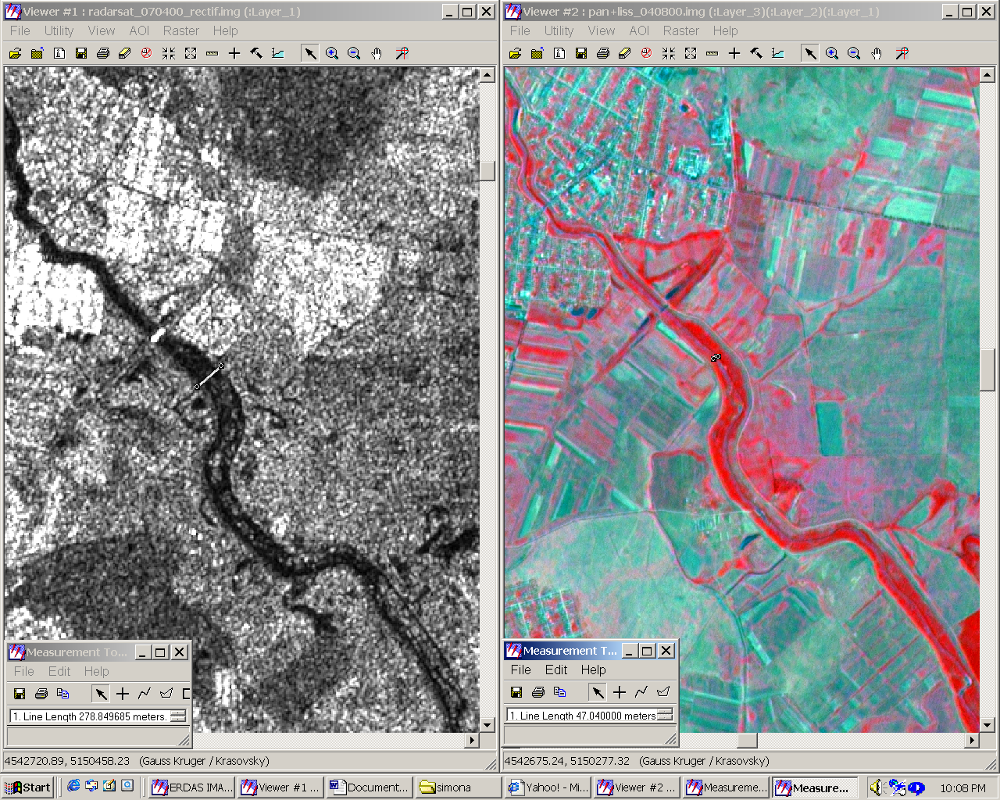 Viewer #1 : radarsat_070400_rectif.img (:Layer_1)
File Utility View AOI Raster Help
Viewer #2 : pan+liss_040800.img (:Layer_3)(:Layer_2)(:Layer_1)
File Utility View AOI Raster Help
Measurement To...
File Edit Help
1. Line Length 278.849685 meters.
Measurement T...
File Edit Help
1. Line Length 47.040000 meters
4542720.89, 5150458.23 (Gauss Kruger / Krasovsky)
4542675.24, 5150277.32 (Gauss Kruger / Krasovsky)
Start
ERDAS IMA...
Viewer #1 ...
Document...
simona
Yahoo! - Mi...
Viewer #2 ...
Measureme...
Measure...
10:08 PM